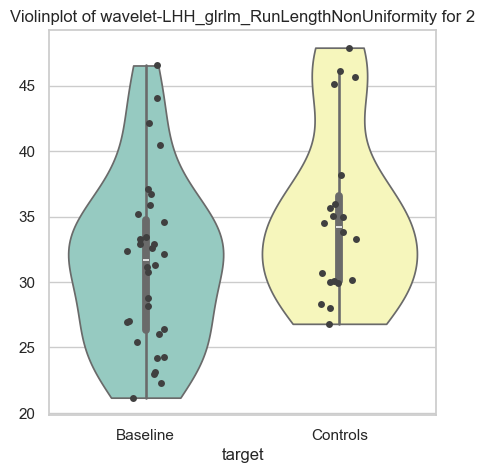 Violinplot of wavelet-LHH_glrlm_RunLengthNonUniformity for 2
45
40
35
30
25
20
Baseline Controls
target